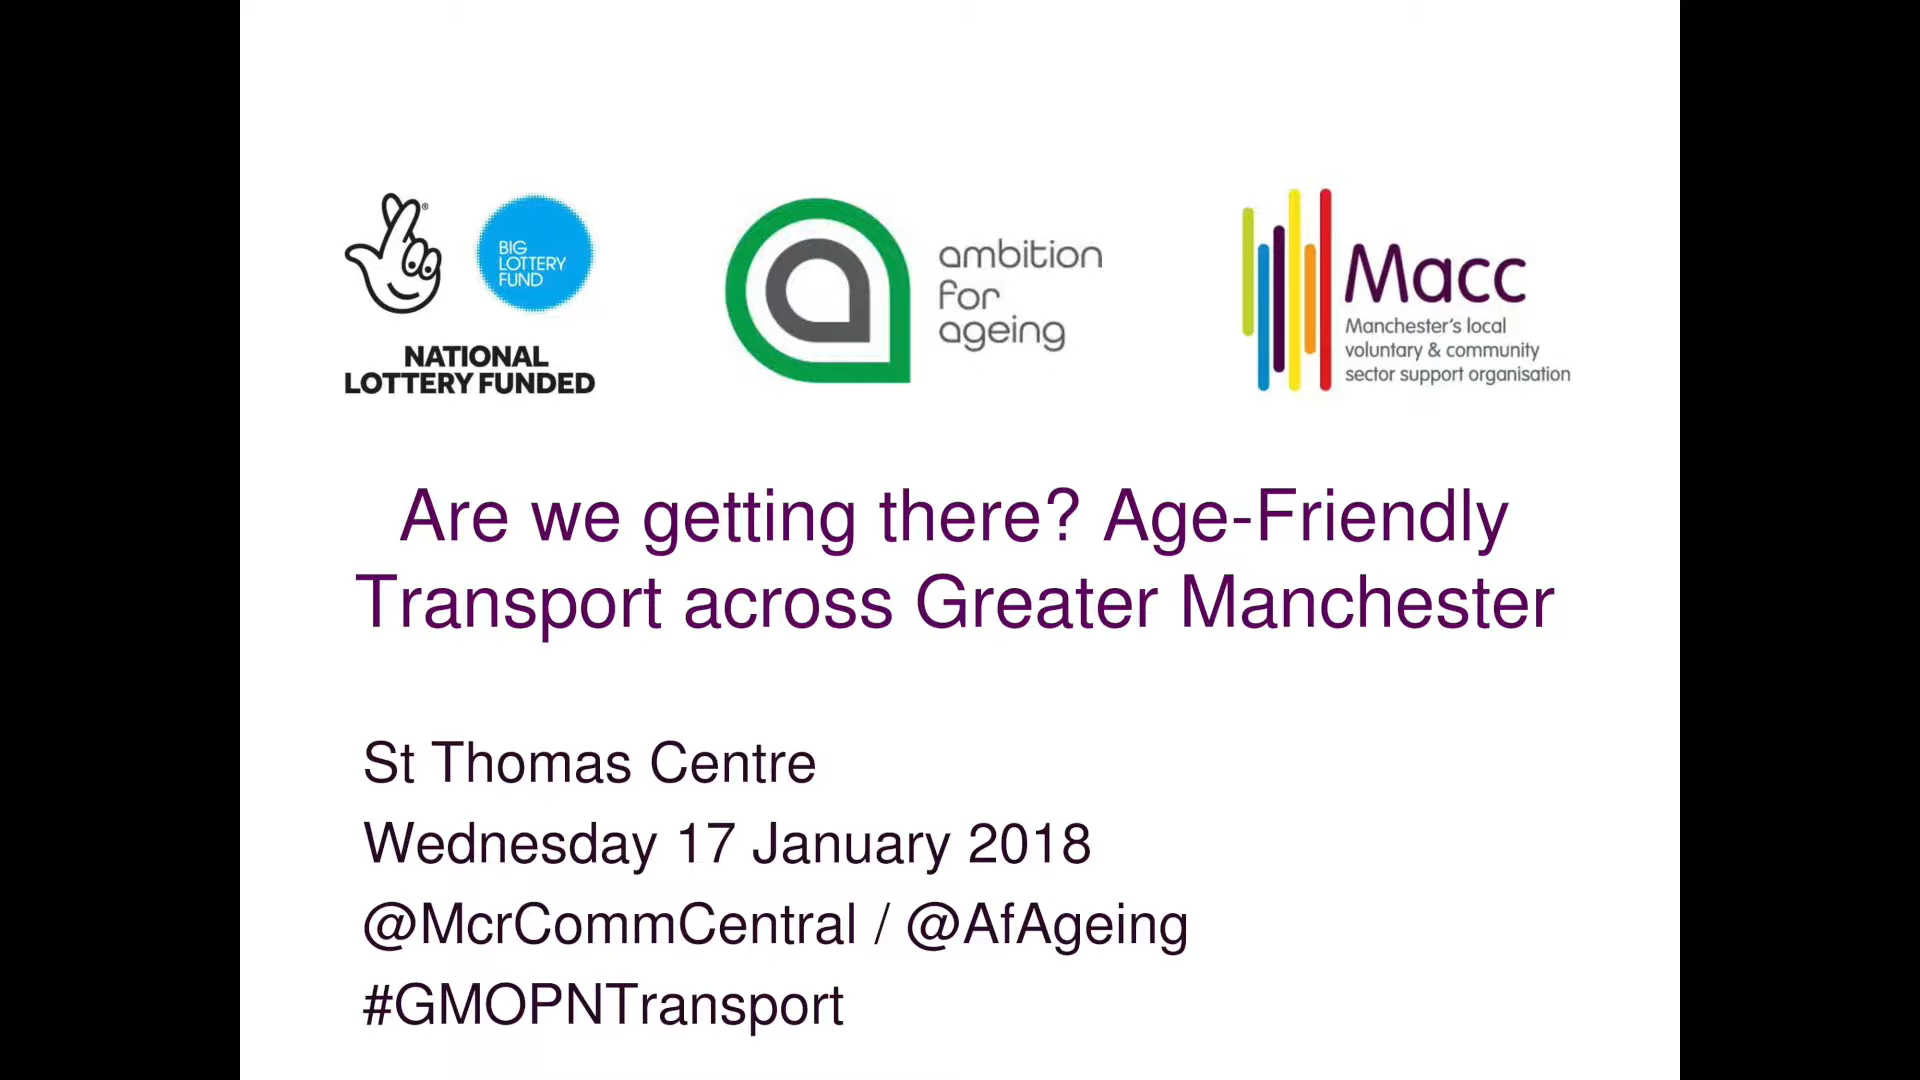 BIG
LOTTERY
FUND
NATIONAL
LOTTERY FUNDED
ambition
for
ageing
Macc
Manchester's local
voluntary & community
sector support organisation
Are we getting there? Age-Friendly
Transport across Greater Manchester
St Thomas Centre
Wednesday 17 January 2018
@McrCommCentral / @AfAgeing
#GMOPNTransport